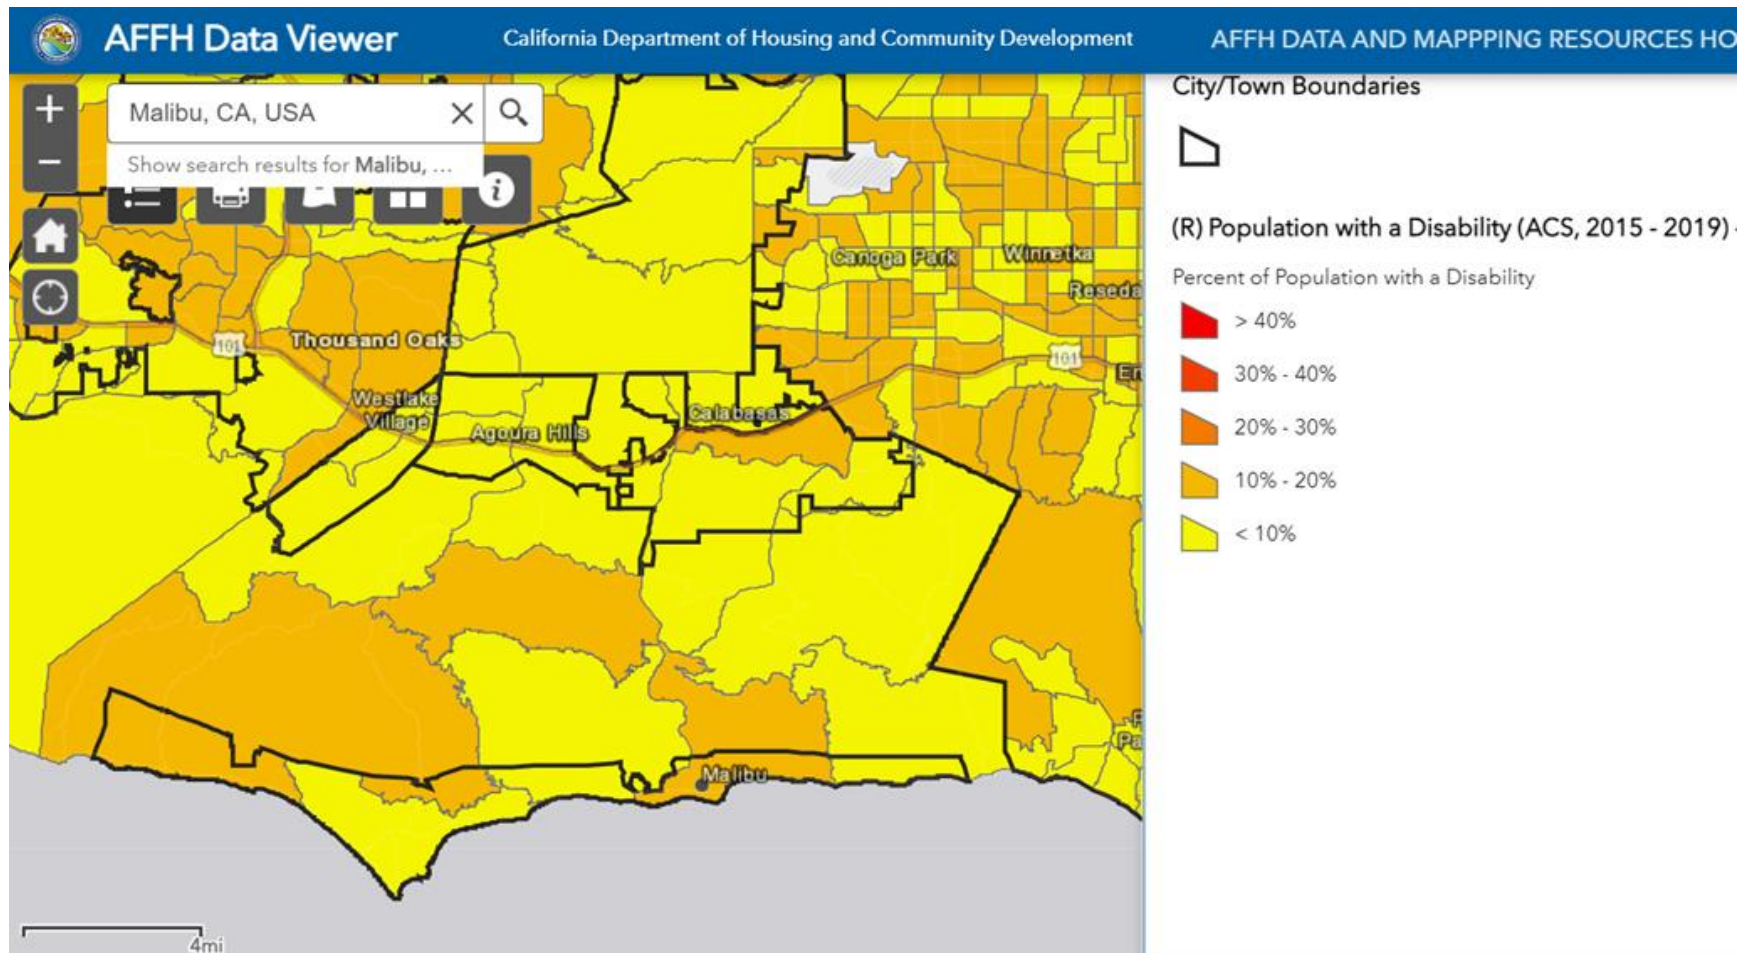 AFFH Data Viewer
California Department of Housing and Community Development
AFFH DATA AND MAPPPING RESOURCES HO
+
Malibu, CA, USA
Show search results for Malibu, ...
−
Canoga Park
Winnetka
Reseda
101
Thousand Oaks
101
En
Westlake
Village
Calabasas
Agoura Hills
Pa
Malibu
4mi
City/Town Boundaries
(R) Population with a Disability (ACS, 2015 - 2019)
Percent of Population with a Disability
> 40%
30% - 40%
20% - 30%
10% - 20%
< 10%